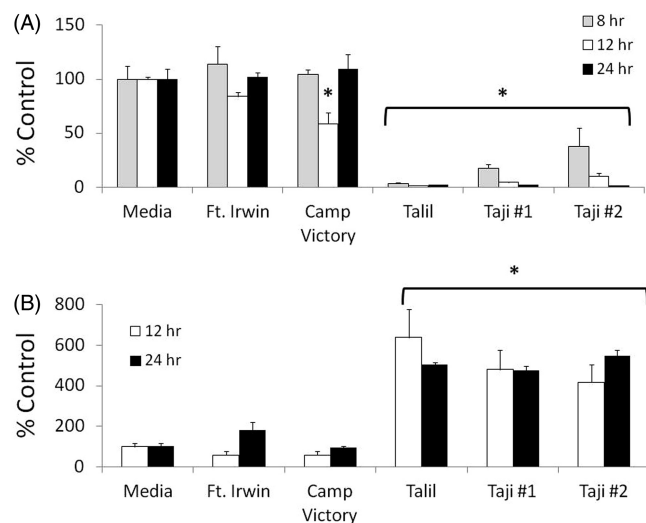 (A)
150
100
50
0
% Control
8 hr
12 hr
24 hr
*
*
Media Ft. Irwin Camp Victory Talil Taji #1 Taji #2
(B)
800
600
400
200
0
% Control
12 hr
24 hr
*
Media Ft. Irwin Camp Victory Talil Taji #1 Taji #2